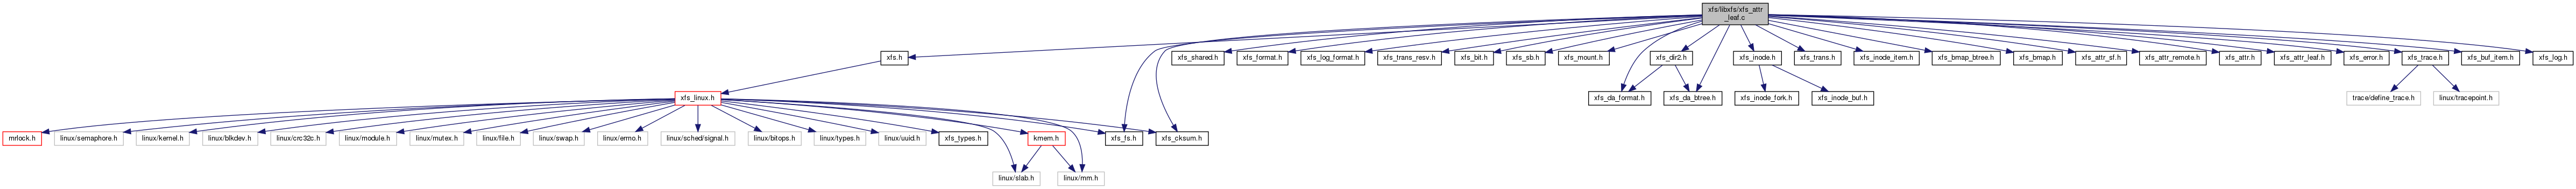 xfs/libxfs/xfs_attr
_leaf.c
xfs.h
xfs_shared.h
xfs_format.h
xfs_log_format.h
xfs_trans_resv.h
xfs_bit.h
xfs_sb.h
xfs_mount.h
xfs_dir2.h
xfs_inode.h
xfs_trans.h
xfs_inode_item.h
xfs_bmap_btree.h
xfs_bmap.h
xfs_attr_sf.h
xfs_attr_remote.h
xfs_attr.h
xfs_attr_leaf.h
xfs_error.h
xfs_trace.h
xfs_buf_item.h
xfs_log.h
xfs_linux.h
xfs_da_format.h
xfs_da_btree.h
xfs_inode_fork.h
xfs_inode_buf.h
trace/define_trace.h
linux/tracepoint.h
mrlock.h
linux/semaphore.h
linux/kernel.h
linux/blkdev.h
linux/crc32c.h
linux/module.h
linux/mutex.h
linux/file.h
linux/swap.h
linux/errno.h
linux/sched/signal.h
linux/bitops.h
linux/types.h
linux/uuid.h
xfs_types.h
kmem.h
xfs_fs.h
xfs_cksum.h
linux/slab.h
linux/mm.h